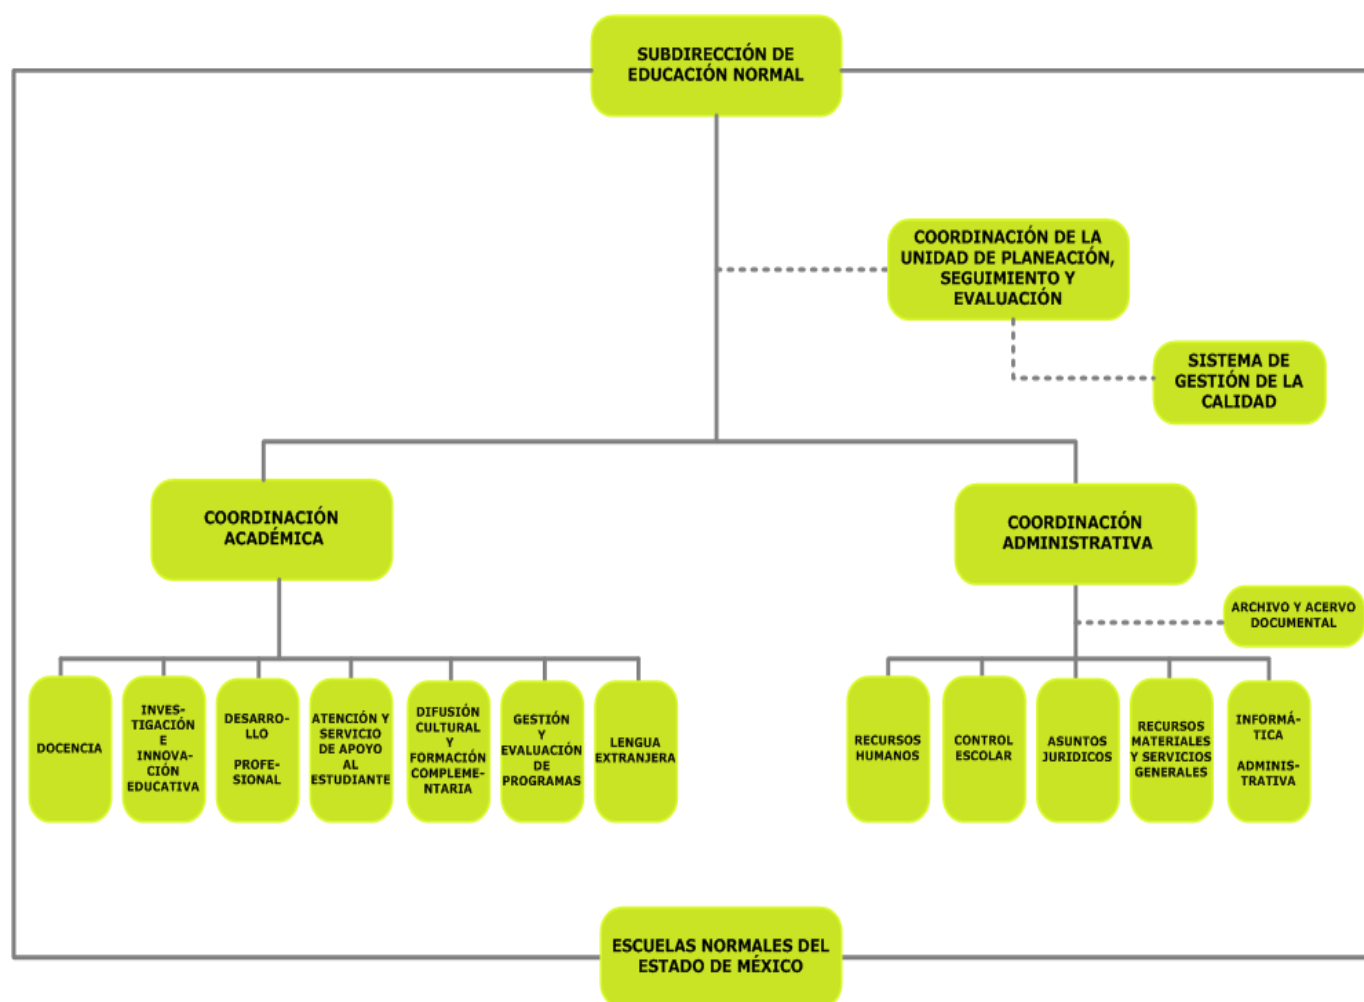 SUBDIRECCIÓN DE
EDUCACIÓN NORMAL
COORDINACIÓN DE LA
UNIDAD DE PLANEACIÓN,
SEGUIMIENTO Y
EVALUACIÓN
SISTEMA DE
GESTIÓN DE LA
CALIDAD
COORDINACIÓN
ACADÉMICA
COORDINACIÓN
ADMINISTRATIVA
ARCHIVO Y ACERVO
DOCUMENTAL
DOCENCIA
INVES-
TIGACIÓN
E
INNOVA-
CIÓN
EDUCATIVA
DESARRO-
LLO
PROFE-
SIONAL
ATENCIÓN Y
SERVICIO
DE APOYO
AL
ESTUDIANTE
DIFUSIÓN
CULTURAL
Y
FORMACIÓN
COMPLEME-
NTARIA
GESTIÓN
Y
EVALUACIÓN
DE
PROGRAMAS
LENGUA
EXTRANJERA
RECURSOS
HUMANOS
CONTROL
ESCOLAR
ASUNTOS
JURIDICOS
RECURSOS
MATERIALES
Y SERVICIOS
GENERALES
INFORMÁ-
TICA
ADMINIS-
TRATIVA
ESCUELAS NORMALES DEL
ESTADO DE MÉXICO